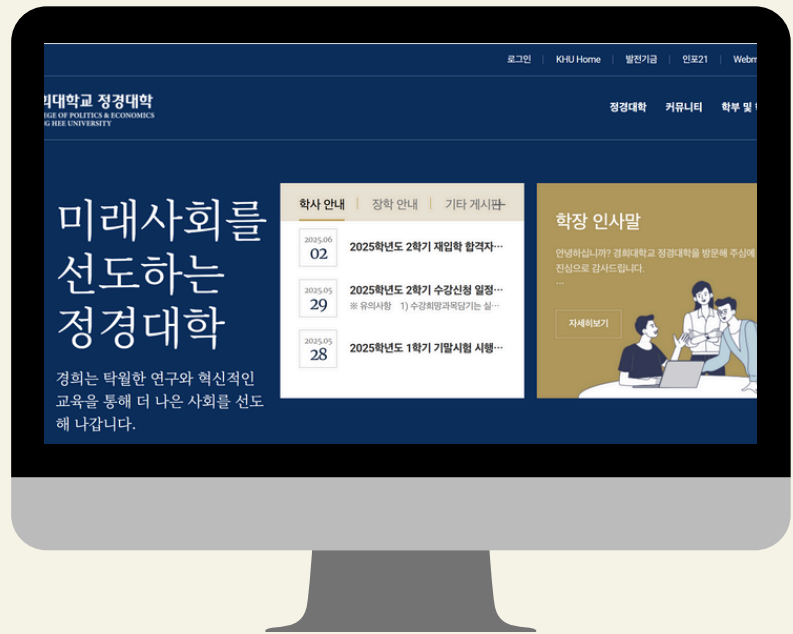 로그인 KHU Home 발전기금 인포21
대학교 정경대학
OF POLITICS & ECONOMICS
HEE UNIVERSITY
정경대학 커뮤니티 학부 및
미래사회를
선도하는
정경대학
경희는 탁월한 연구와 혁신적인
교육을 통해 더 나은 사회를 선도
해 나갑니다.
학사 안내 장학 안내 기타 게시판
2025.06
02
2025학년도 2학기 재입학 합격자…
2025.05
29
2025학년도 2학기 수강신청 일정…
※ 유의사항 1) 수강희망과목담기는 실…
2025.05
28
2025학년도 1학기 기말시험 시행…
학장 인사말
안녕하십니까? 경희대학교 정경대학을 방문해 주심에
진심으로 감사드립니다.
…
자세히보기